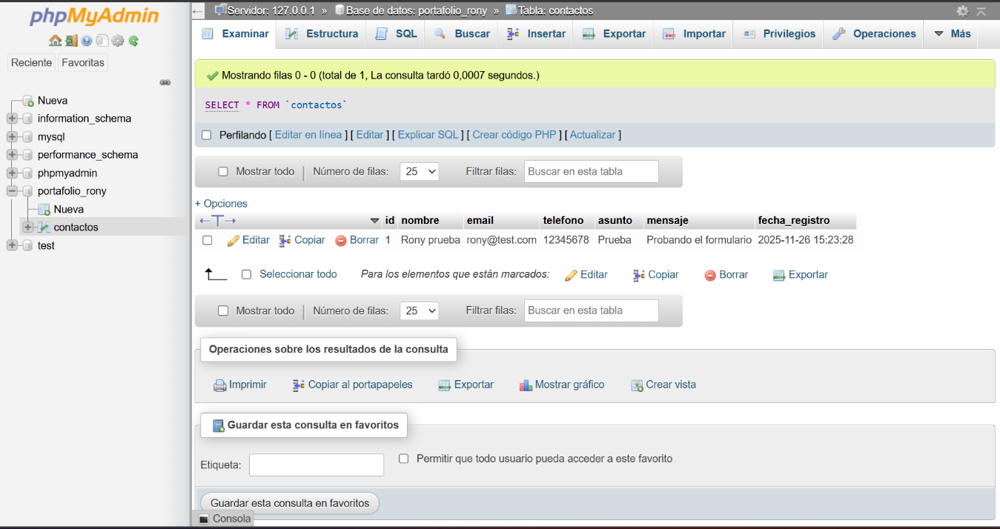 phpMyAdmin
Reciente Favoritas
Nueva
information_schema
mysql
performance_schema
phpmyadmin
portafolio_rony
Nueva
contactos
test
Servidor: 127.0.0.1 » Base de datos: portafolio_rony » Tabla: contactos
Examinar Estructura SQL Buscar Insertar Exportar Importar Privilegios Operaciones Más
Mostrando filas 0 - 0 (total de 1, La consulta tardó 0,0007 segundos.)
SELECT * FROM `contactos`
Perfilando [ Editar en línea ] [ Editar ] [ Explicar SQL ] [ Crear código PHP ] [ Actualizar ]
Mostrar todo | Número de filas: 25 Filtrar filas: Buscar en esta tabla
+ Opciones
←T→ id nombre email telefono asunto mensaje fecha_registro
Editar Copiar Borrar 1 Rony prueba rony@test.com 12345678 Prueba Probando el formulario 2025-11-26 15:23:28
Seleccionar todo Para los elementos que están marcados: Editar Copiar Borrar Exportar
Mostrar todo | Número de filas: 25 Filtrar filas: Buscar en esta tabla
Operaciones sobre los resultados de la consulta
Imprimir Copiar al portapapeles Exportar Mostrar gráfico Crear vista
Guardar esta consulta en favoritos
Etiqueta: Permitir que todo usuario pueda acceder a este favorito
Guardar esta consulta en favoritos
Consola